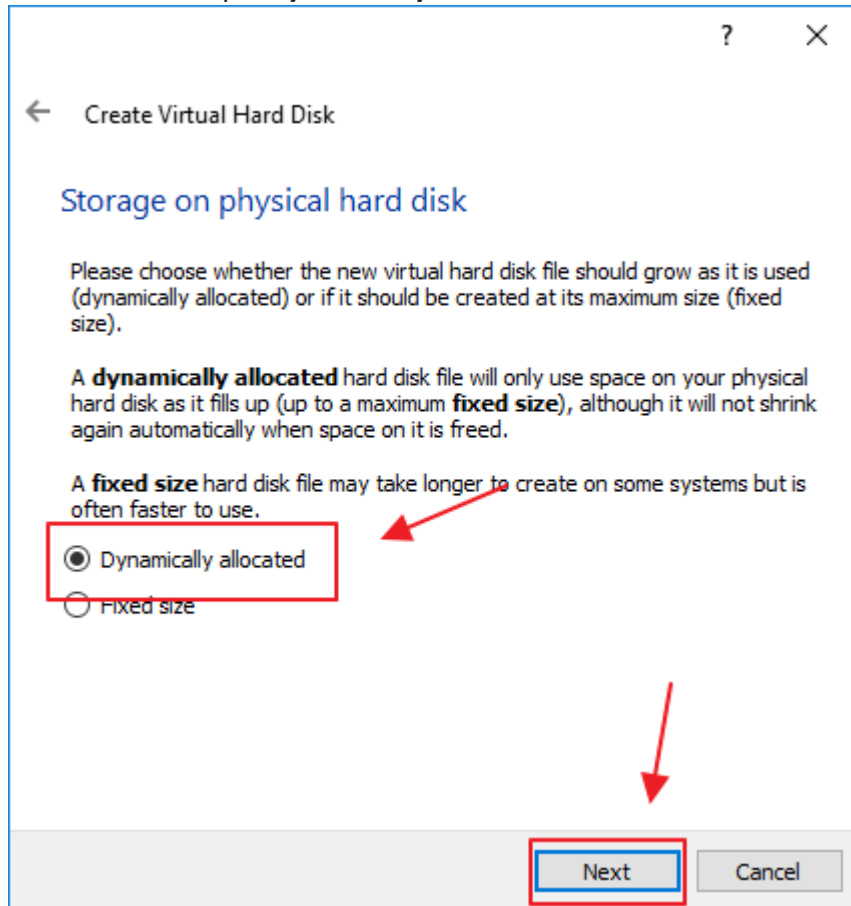 ?
Create Virtual Hard Disk
Storage on physical hard disk
Please choose whether the new virtual hard disk file should grow as it is used
(dynamically allocated) or if it should be created at its maximum size (fixed
size).
A dynamically allocated hard disk file will only use space on your physical
hard disk as it fills up (up to a maximum fixed size), although it will not shrink
again automatically when space on it is freed.
A fixed size hard disk file may take longer to create on some systems but is
often faster to use.
Dynamically allocated
Fixed size
Next
Cancel